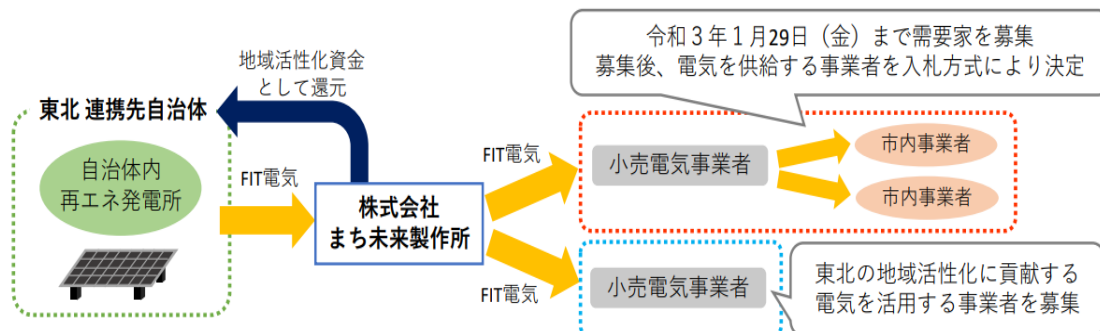 令和３年１月29日（金）まで需要家を募集
募集後、電気を供給する事業者を入札方式により決定
地域活性化資金
として還元
東北 連携先自治体
自治体内
再エネ発電所
FIT電気
株式会社
まち未来製作所
FIT電気
小売電気事業者
市内事業者
市内事業者
FIT電気
小売電気事業者
東北の地域活性化に貢献する
電気を活用する事業者を募集